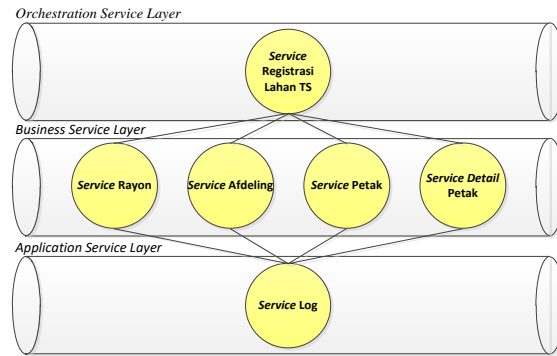 Orchestration Service Layer
Service
Registrasi
Lahan TS
Business Service Layer
Service Rayon
Service Afdeling
Service Petak
Service Detail
Petak
Application Service Layer
Service Log